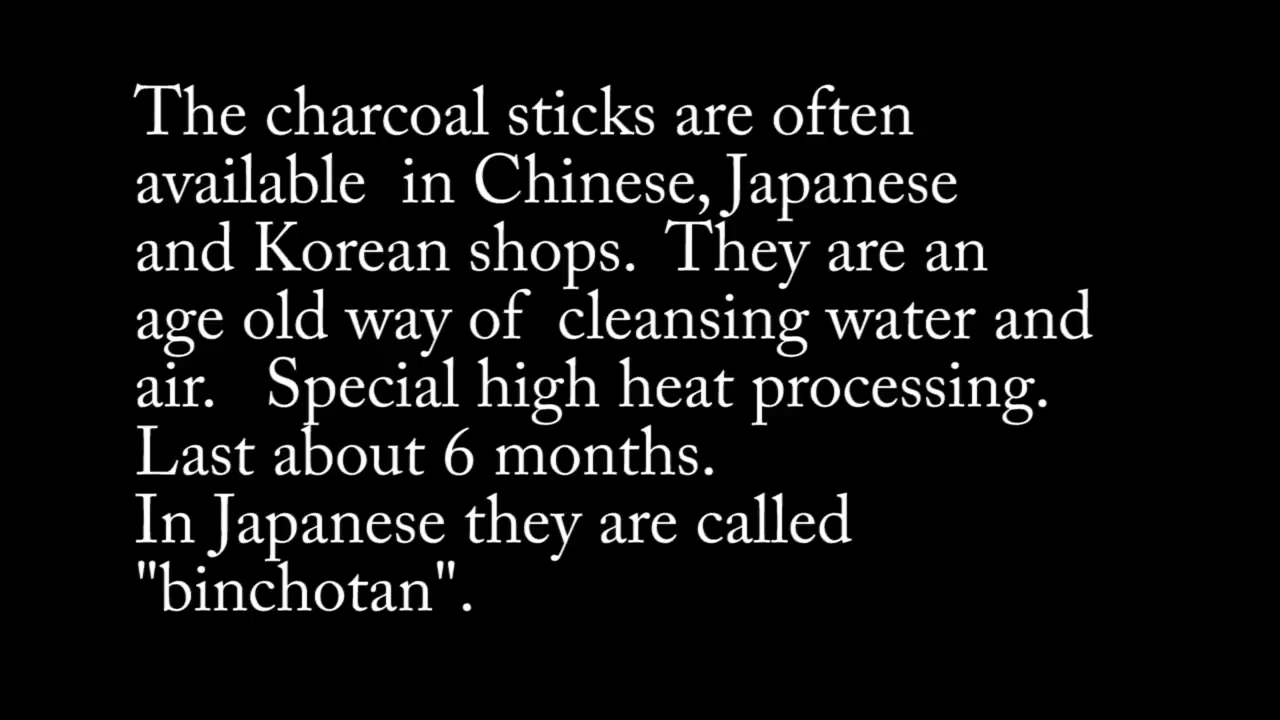 The charcoal sticks are often
available  in Chinese, Japanese
and Korean shops.  They are an
age old way of  cleansing water and
air.   Special high heat processing.
Last about 6 months.
In Japanese they are called
"binchotan".